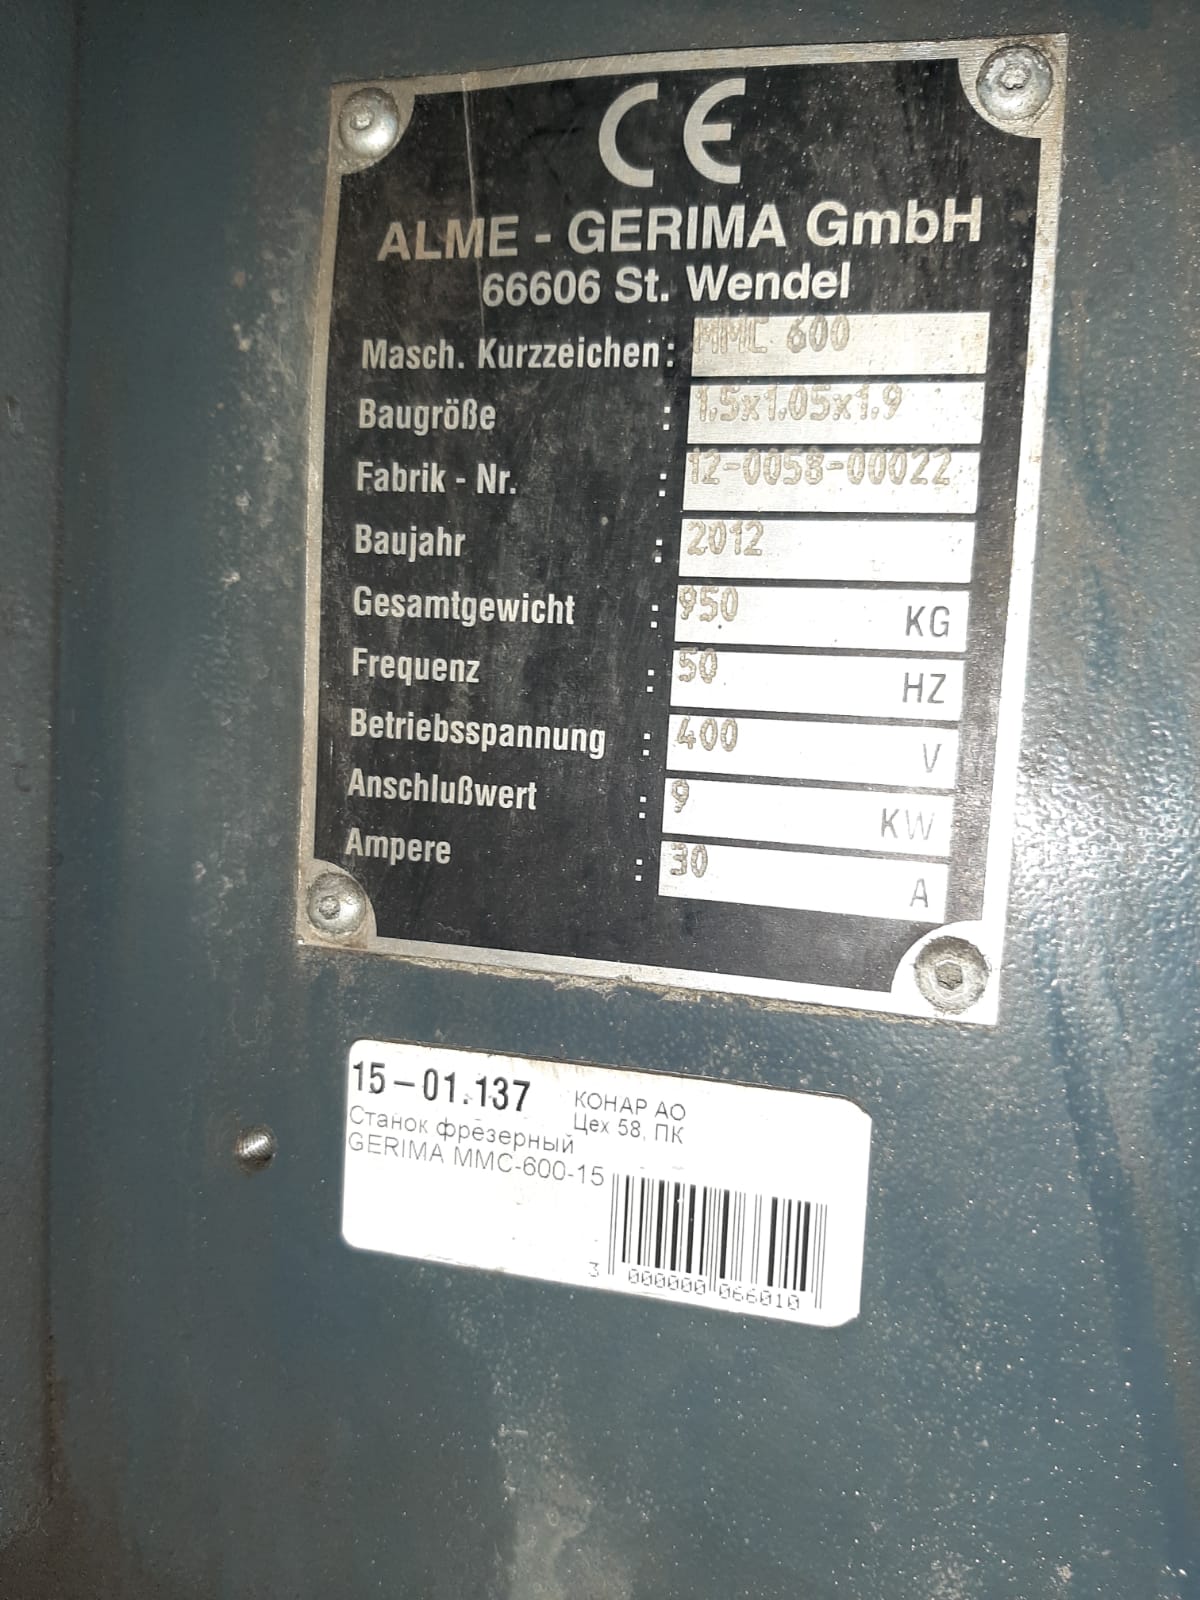 CE
ALME - GERIMA GmbH
66606 St. Wendel
Masch. Kurzzeichen: MMC 600
Baugröße : 1.5x1.05x1.9
Fabrik - Nr. : 12-0058-00022
Baujahr : 2012
Gesamtgewicht : 950 KG
Frequenz : 50 HZ
Betriebsspannung : 400 V
Anschlußwert : 9 KW
Ampere : 30 A
15-01.137 КОНАР АО
Цех 58, ПК
Станок фрезерный
GERIMA MMC-600-15
3 000000 066010